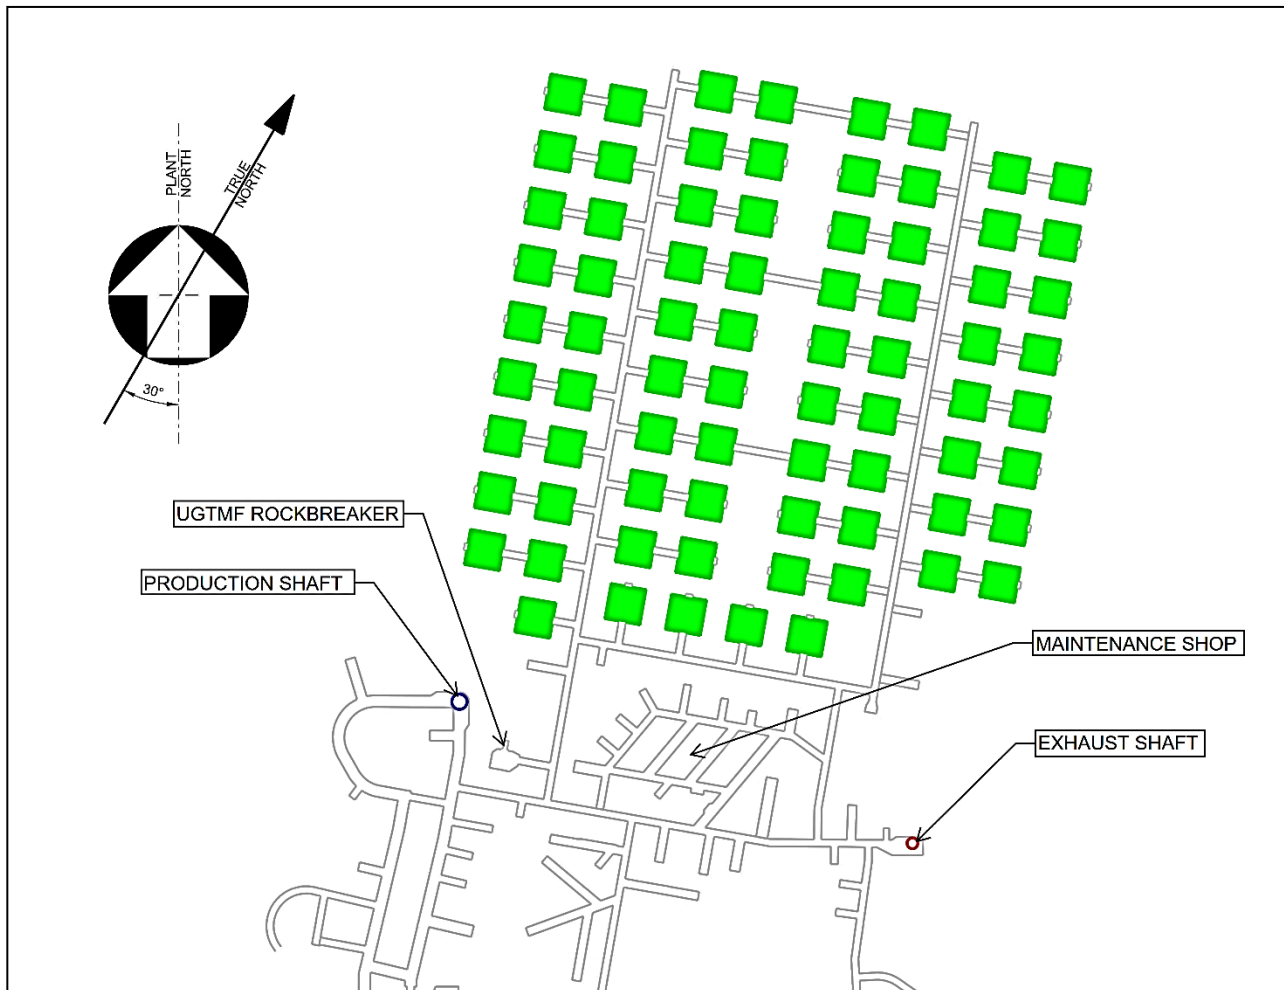 PLANT
NORTH
TRUE
NORTH
30°
UGTMF ROCKBREAKER
PRODUCTION SHAFT
MAINTENANCE SHOP
EXHAUST SHAFT